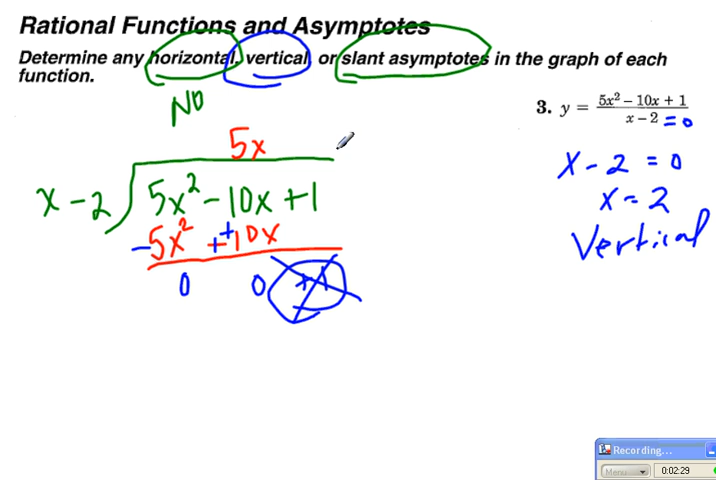 Rational Functions and Asymptotes
Determine any horizontal, vertical, or slant asymptotes in the graph of each
function.
NO
3. y = 5x² – 10x + 1
x – 2 = 0
5x
x - 2 = 0
x - 2 5x² - 10x + 1
x = 2
- 5x² + + 10x
Vertical
0 0 +1
Recording...
Menu
0:02:29